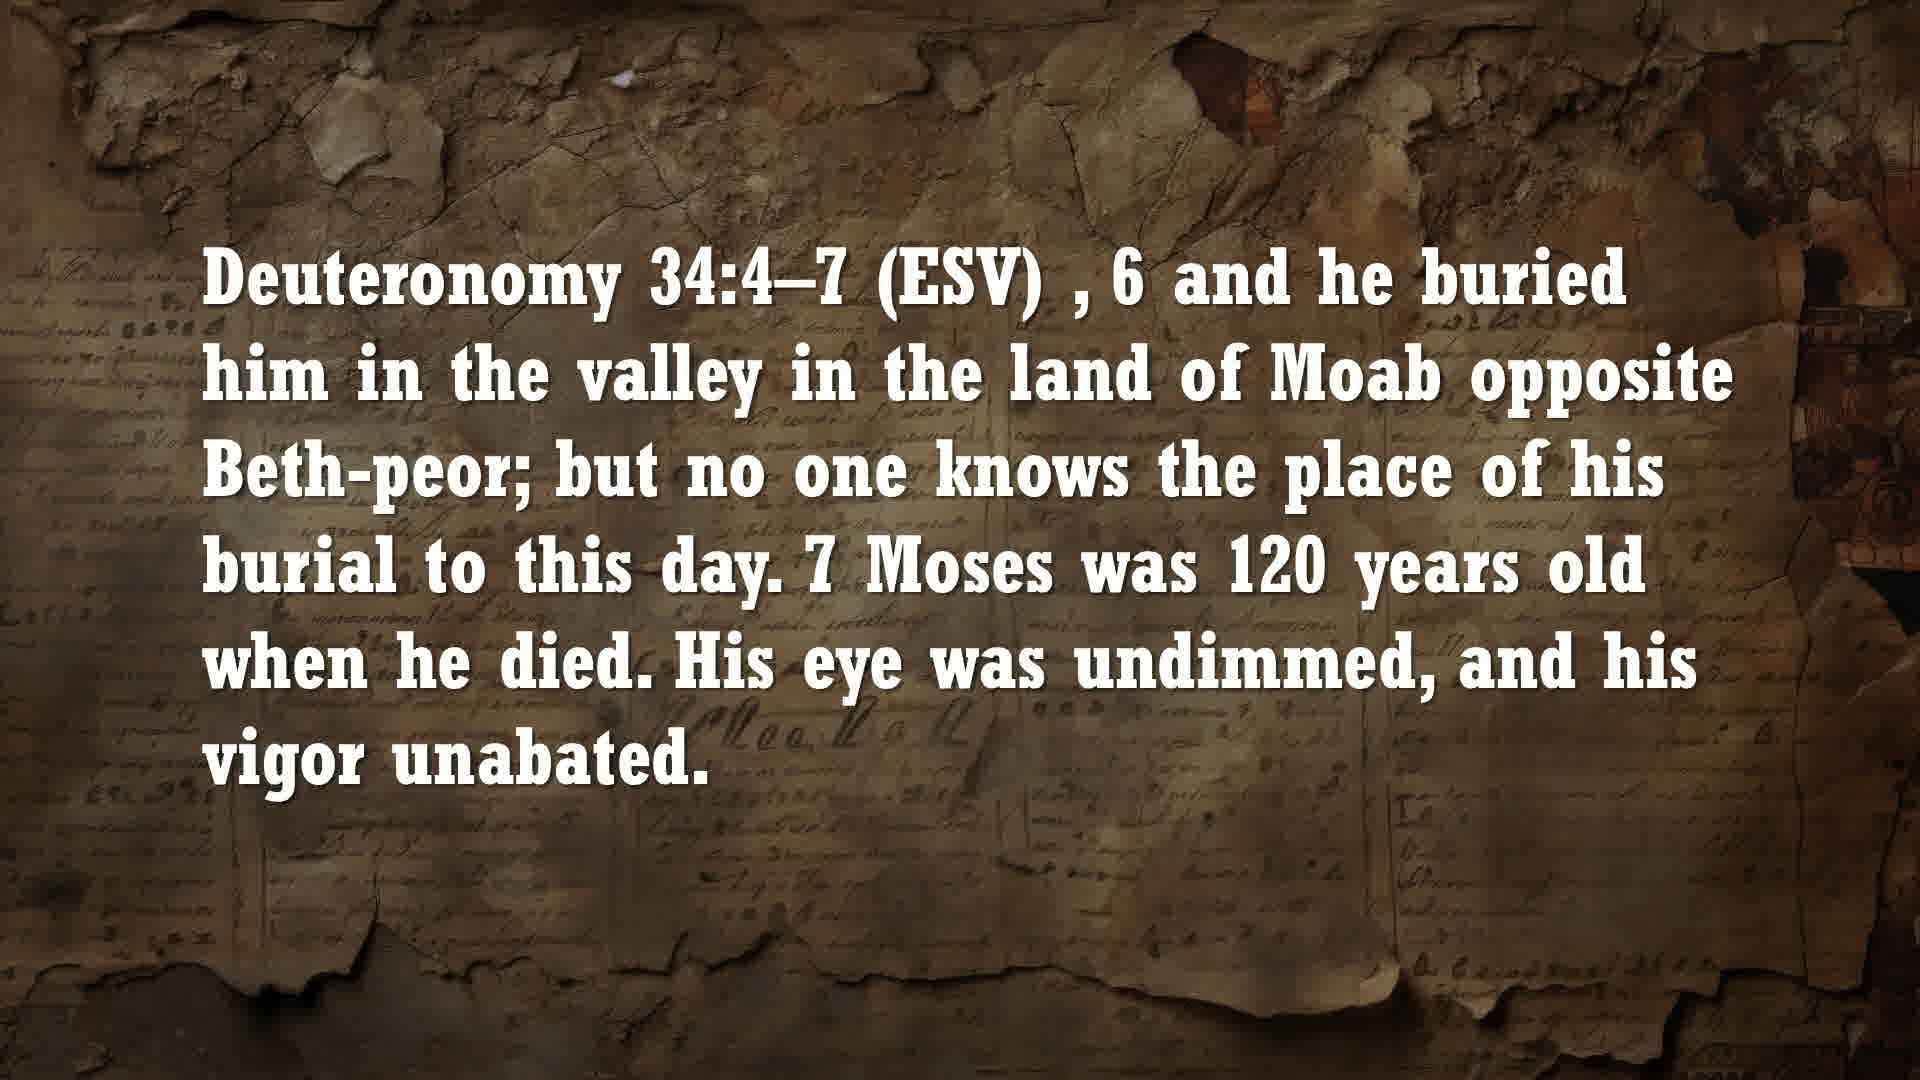 Deuteronomy 34:4–7 (ESV) , 6 and he buried
him in the valley in the land of Moab opposite
Beth-peor; but no one knows the place of his
burial to this day. 7 Moses was 120 years old
when he died. His eye was undimmed, and his
vigor unabated.